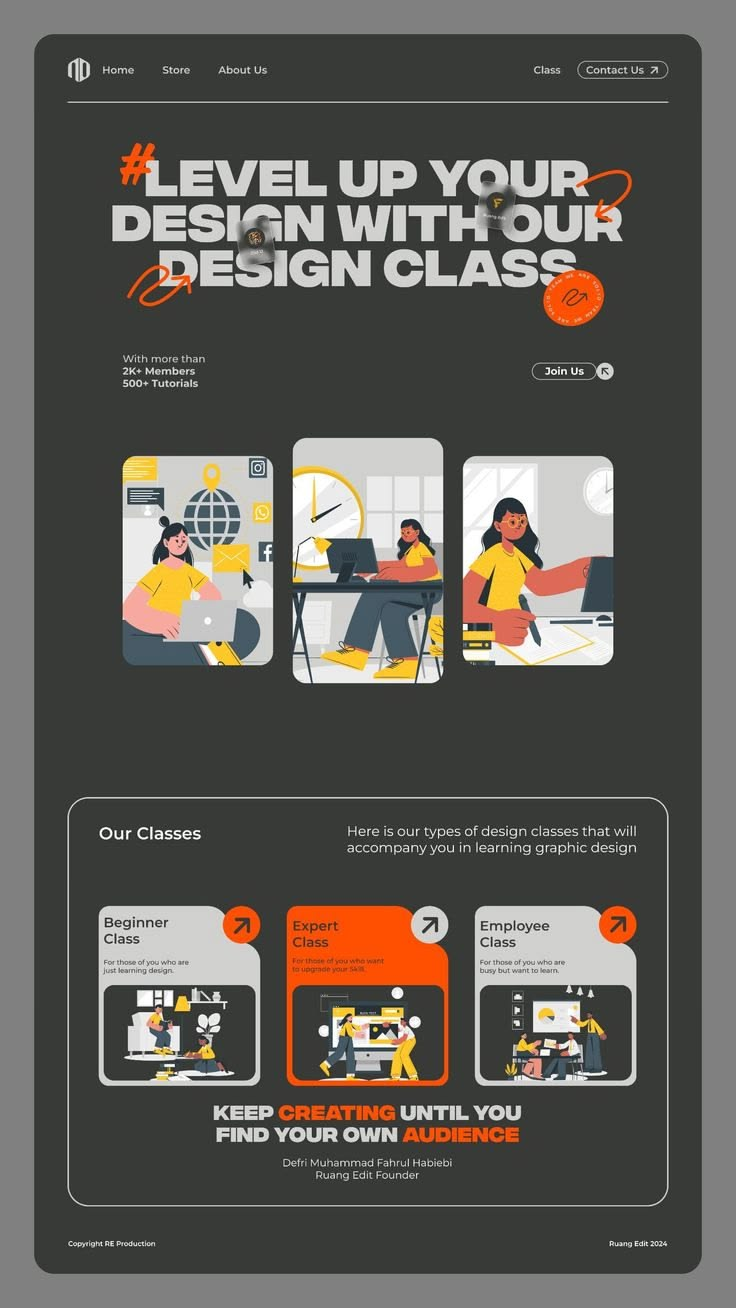 Home Store About Us Class Contact Us
#LEVEL UP YOUR
DESIGN WITH OUR
DESIGN CLASS
Ruang Edit
With more than
2K+ Members
500+ Tutorials
Join Us
Our Classes
Here is our types of design classes that will
accompany you in learning graphic design
Beginner
Class
For those of you who are
just learning design.
Expert
Class
For those of you who want
to upgrade your Skill.
Employee
Class
For those of you who are
busy but want to learn.
KEEP CREATING UNTIL YOU
FIND YOUR OWN AUDIENCE
Defri Muhammad Fahrul Habiebi
Ruang Edit Founder
Copyright RE Production
Ruang Edit 2024